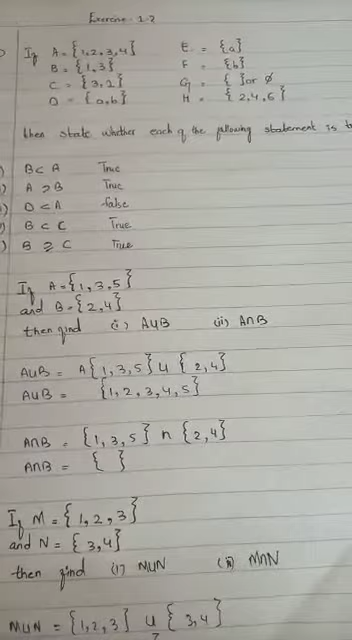 Exercise - 1.2
If A = {1,2,3,4} E = {a}
B = {1,3} F = {b}
C = {3,1} G = { } or ϕ
D = {a,b} H = {2,4,6}
then state whether each of the following statement is
) B ⊂ A True
) A ⊇ B True
) D ⊂ A false
) B ⊂ C True
) B ⊇ C True
If A = {1,3,5}
and B = {2,4}
then find (i) A∪B (ii) A∩B
A∪B = A{1,3,5} ∪ {2,4}
A∪B = {1,2,3,4,5}
A∩B = {1,3,5} ∩ {2,4}
A∩B = { }
If M = {1,2,3}
and N = {3,4}
then find (i) M∪N (ii) M∩N
M∪N = {1,2,3} ∪ {3,4}